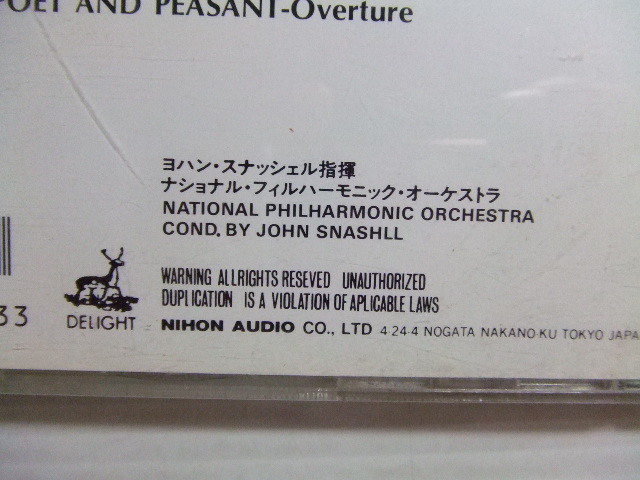 POET AND PEASANT-Overture
ヨハン・スナッシェル指揮
ナショナル・フィルハーモニック・オーケストラ
NATIONAL PHILHARMONIC ORCHESTRA
COND. BY JOHN SNASHLL
WARNING ALLRIGHTS RESEVED UNAUTHORIZED
DUPLICATION IS A VIOLATION OF APLICABLE LAWS
33
DELIGHT
NIHON AUDIO CO., LTD 4-24-4 NOGATA NAKANO-KU TOKYO JAPA